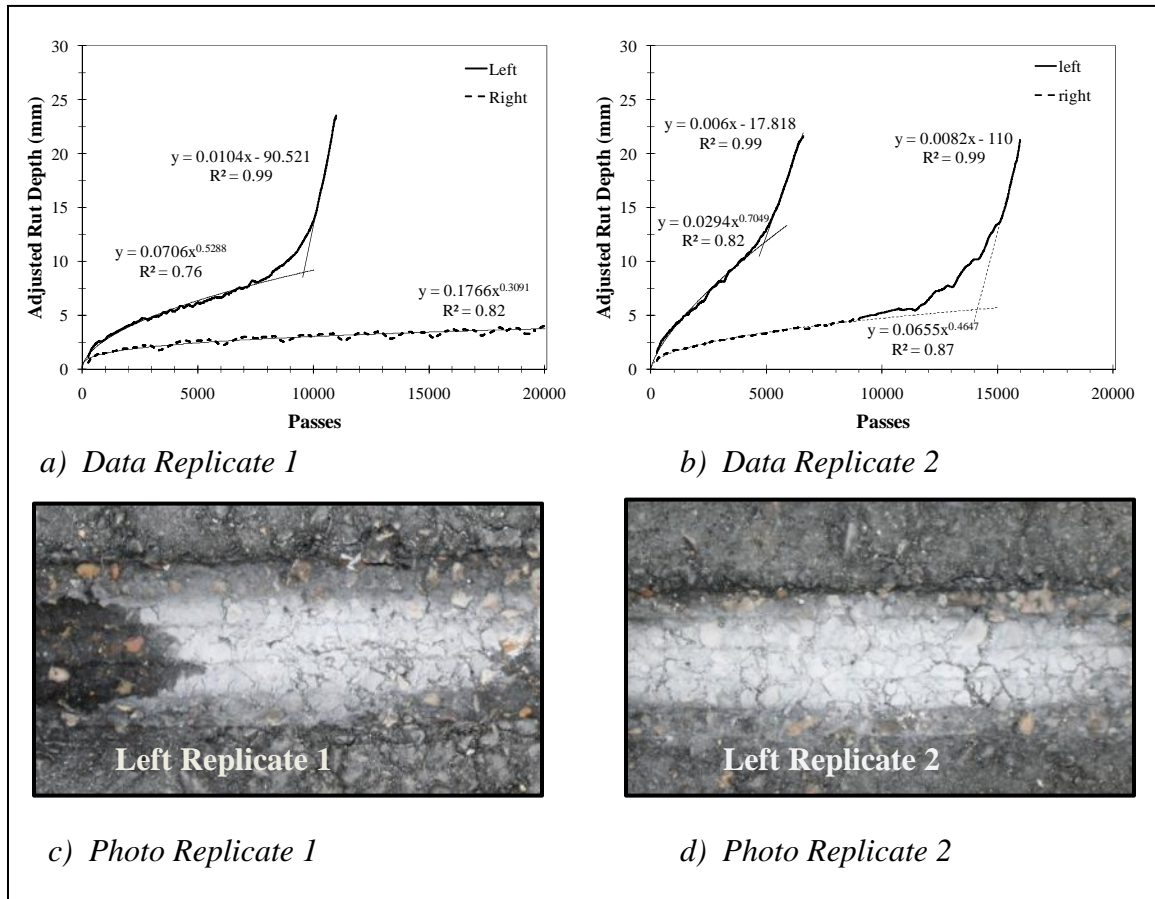 30
25
20
15
10
5
0
Adjusted Rut Depth (mm)
Left
Right
y = 0.0104x - 90.521
R² = 0.99
y = 0.0706x^0.5288
R² = 0.76
y = 0.1766x^0.3091
R² = 0.82
0 5000 10000 15000 20000
Passes
a) Data Replicate 1
30
25
20
15
10
5
0
Adjusted Rut Depth (mm)
left
right
y = 0.006x - 17.818
R² = 0.99
y = 0.0082x - 110
R² = 0.99
y = 0.0294x^0.7049
R² = 0.82
y = 0.0655x^0.4647
R² = 0.87
0 5000 10000 15000 20000
Passes
b) Data Replicate 2
Left Replicate 1
Left Replicate 2
c) Photo Replicate 1
d) Photo Replicate 2